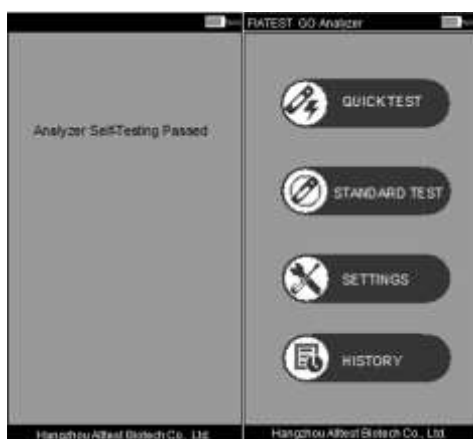 Analyzer Self-Testing Passed
Hangzhou Alltest Biotech Co., Ltd.
FIATEST GO Analyzer
QUICK TEST
STANDARD TEST
SETTINGS
HISTORY
Hangzhou Alltest Biotech Co., Ltd.